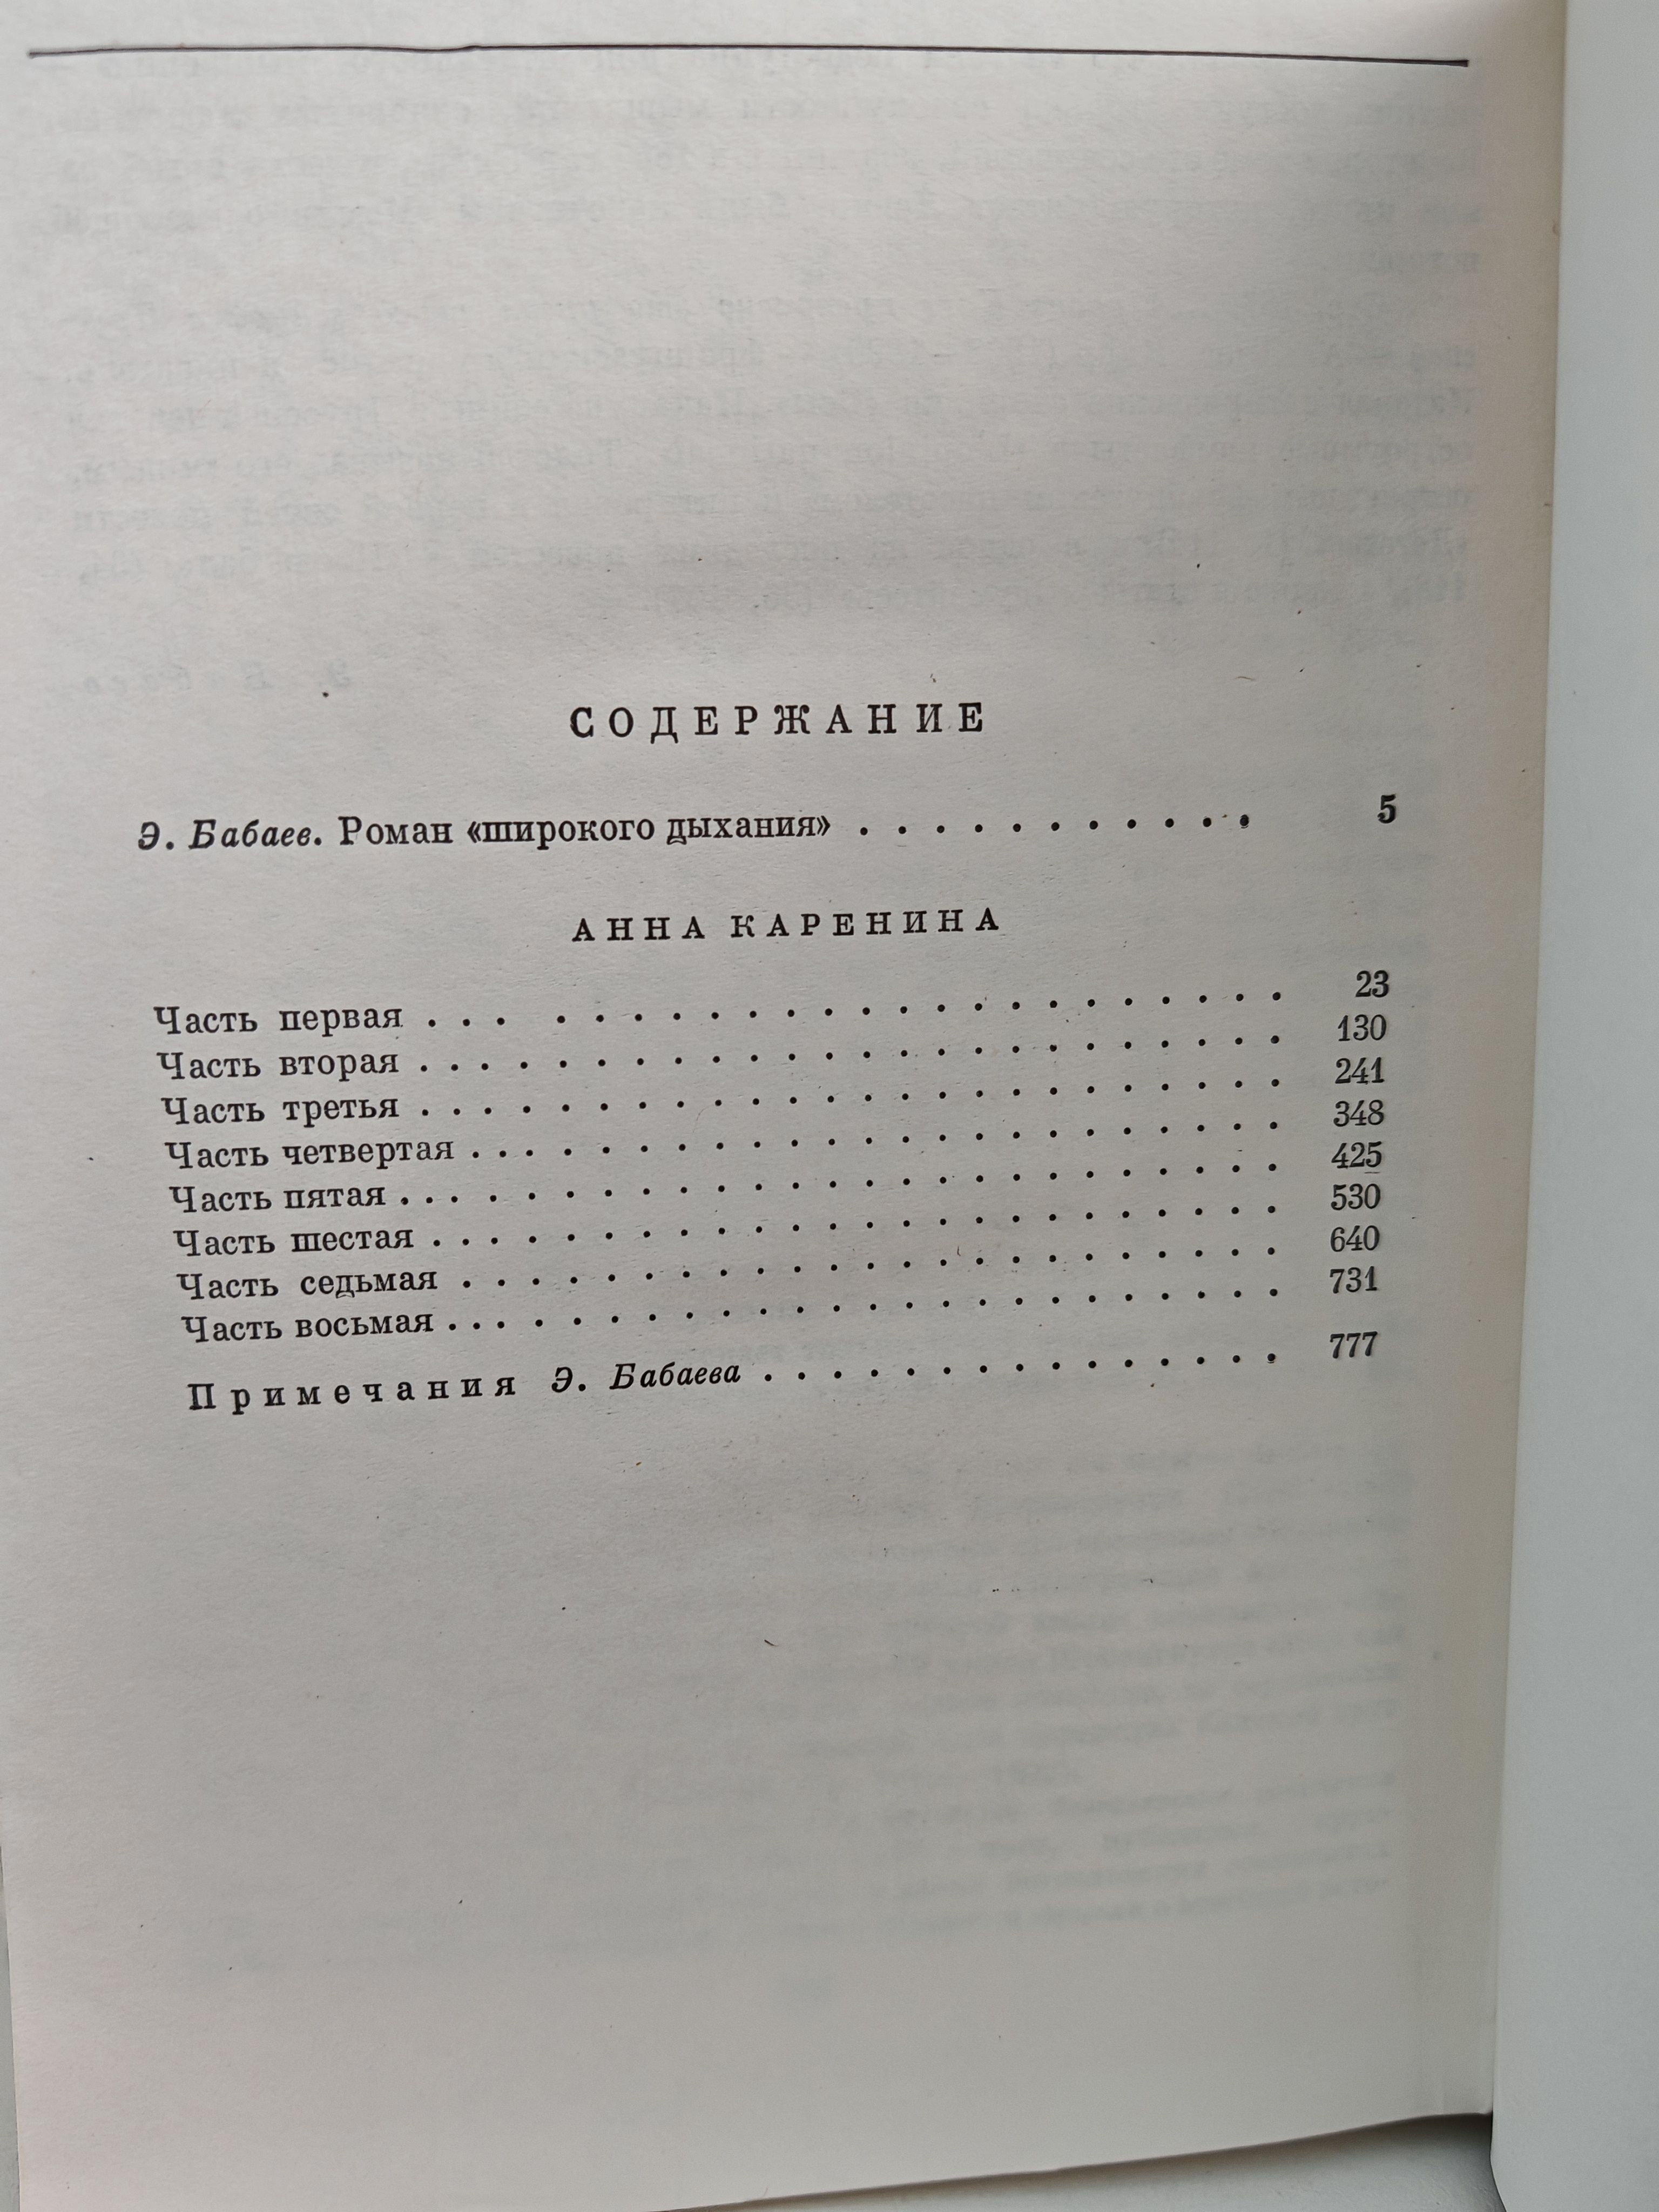 СОДЕРЖАНИЕ
Э. Бабаев. Роман «широкого дыхания» . . . . . . . . . . . 5
АННА КАРЕНИНА
Часть первая . . . . . . . . . . . . . . . . . . . . . . . 23
Часть вторая . . . . . . . . . . . . . . . . . . . . . . . . 130
Часть третья . . . . . . . . . . . . . . . . . . . . . . . . 241
Часть четвертая . . . . . . . . . . . . . . . . . . . . . . 348
Часть пятая . . . . . . . . . . . . . . . . . . . . . . . . 425
Часть шестая . . . . . . . . . . . . . . . . . . . . . . . 530
Часть седьмая . . . . . . . . . . . . . . . . . . . . . . 640
Часть восьмая . . . . . . . . . . . . . . . . . . . . . . . 731
Примечания Э. Бабаева . . . . . . . . . . . . . . . 777